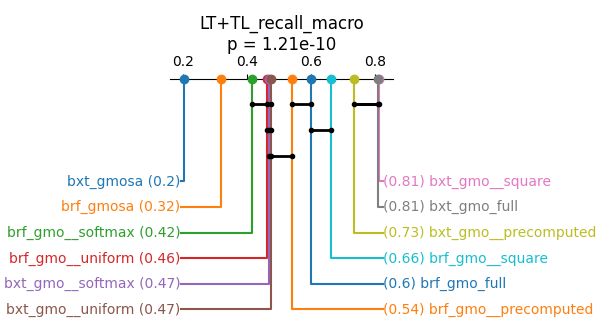 LT+TL_recall_macro
p = 1.21e-10
0.2 0.4 0.6 0.8
bxt_gmosa (0.2)
(0.81) bxt_gmo__square
brf_gmosa (0.32)
(0.81) bxt_gmo_full
brf_gmo__softmax (0.42)
(0.73) bxt_gmo__precomputed
brf_gmo__uniform (0.46)
(0.66) brf_gmo__square
bxt_gmo__softmax (0.47)
(0.6) brf_gmo_full
bxt_gmo__uniform (0.47)
(0.54) brf_gmo__precomputed